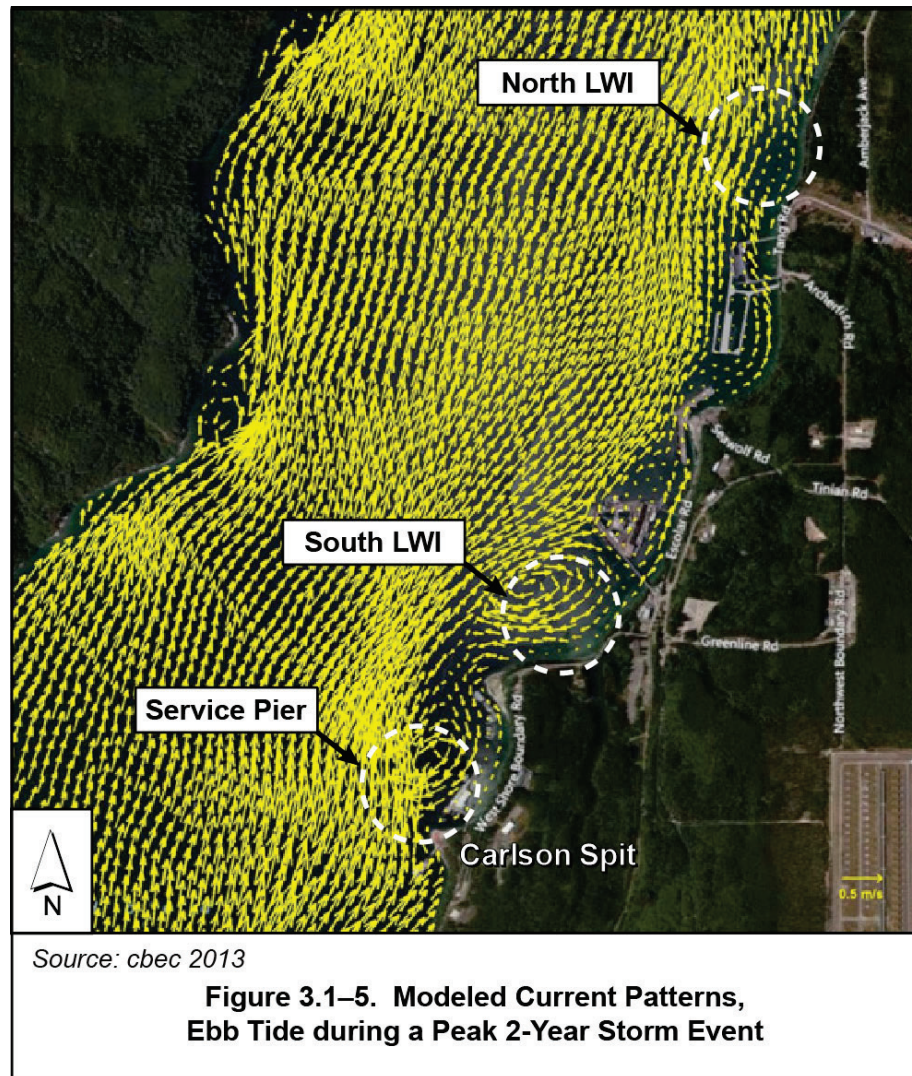 North LWI
Amberjack Ave
Tang Rd
Archerfish Rd
Seawolf Rd
Tinian Rd
Escolar Rd
South LWI
Greenline Rd
Northwest Boundary Rd
Service Pier
West Shore Boundary Rd
Carlson Spit
N
0.5 m/s
Source: cbec 2013
Figure 3.1–5. Modeled Current Patterns,
Ebb Tide during a Peak 2-Year Storm Event